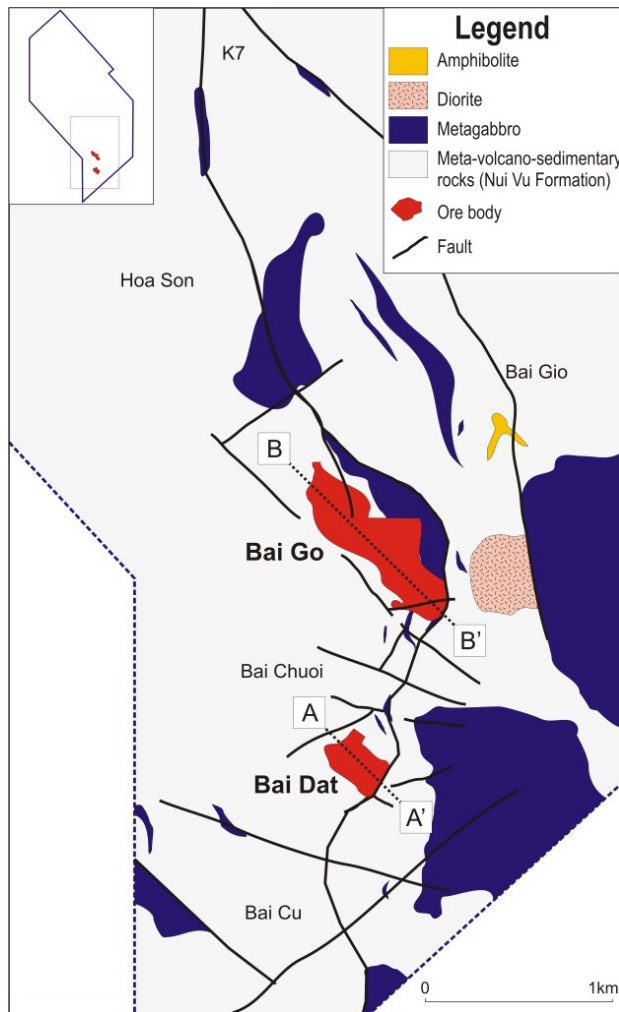 K7
Legend
Amphibolite
Diorite
Metagabbro
Meta-volcano-sedimentary
rocks (Nui Vu Formation)
Ore body
Fault
Hoa Son
Bai Gio
B
Bai Go
B'
Bai Chuoi
A
Bai Dat
A'
Bai Cu
0
1km